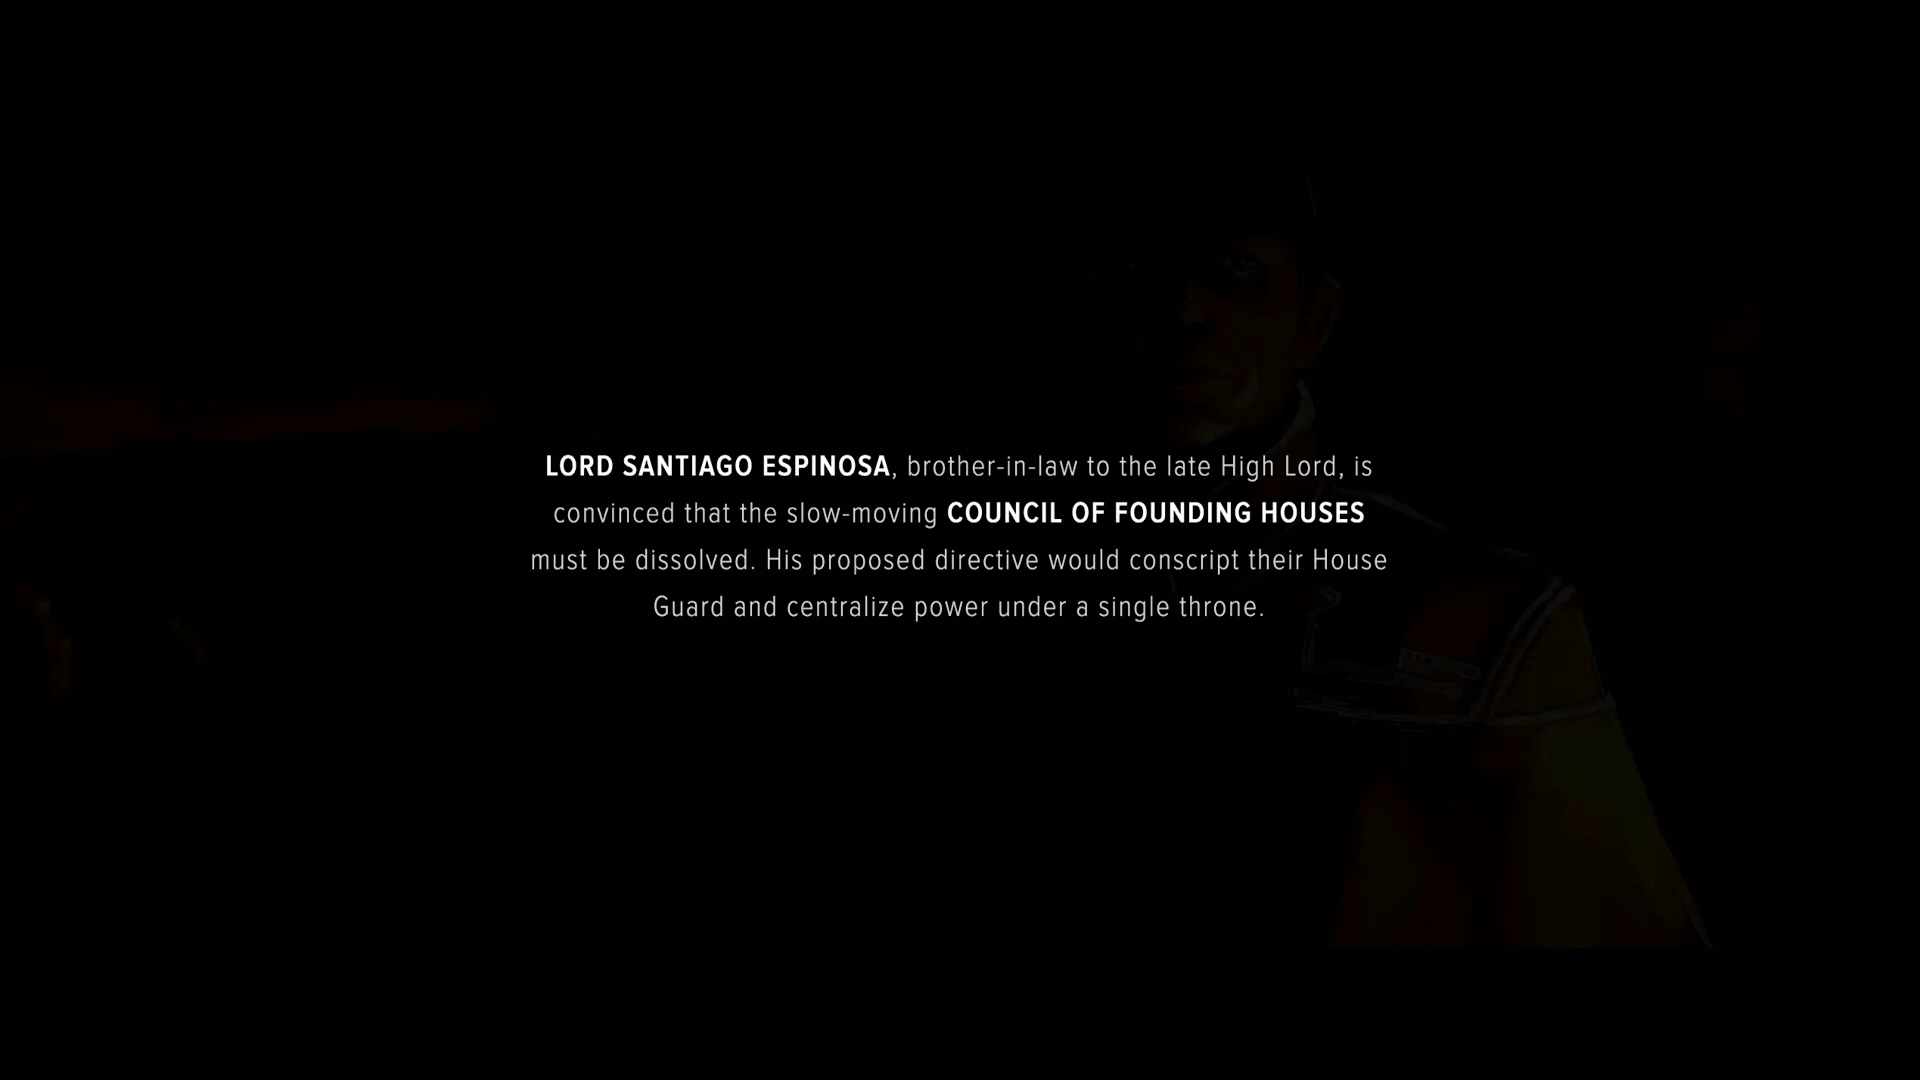 LORD SANTIAGO ESPINOSA, brother-in-law to the late High Lord, is
convinced that the slow-moving COUNCIL OF FOUNDING HOUSES
must be dissolved. His proposed directive would conscript their House
Guard and centralize power under a single throne.